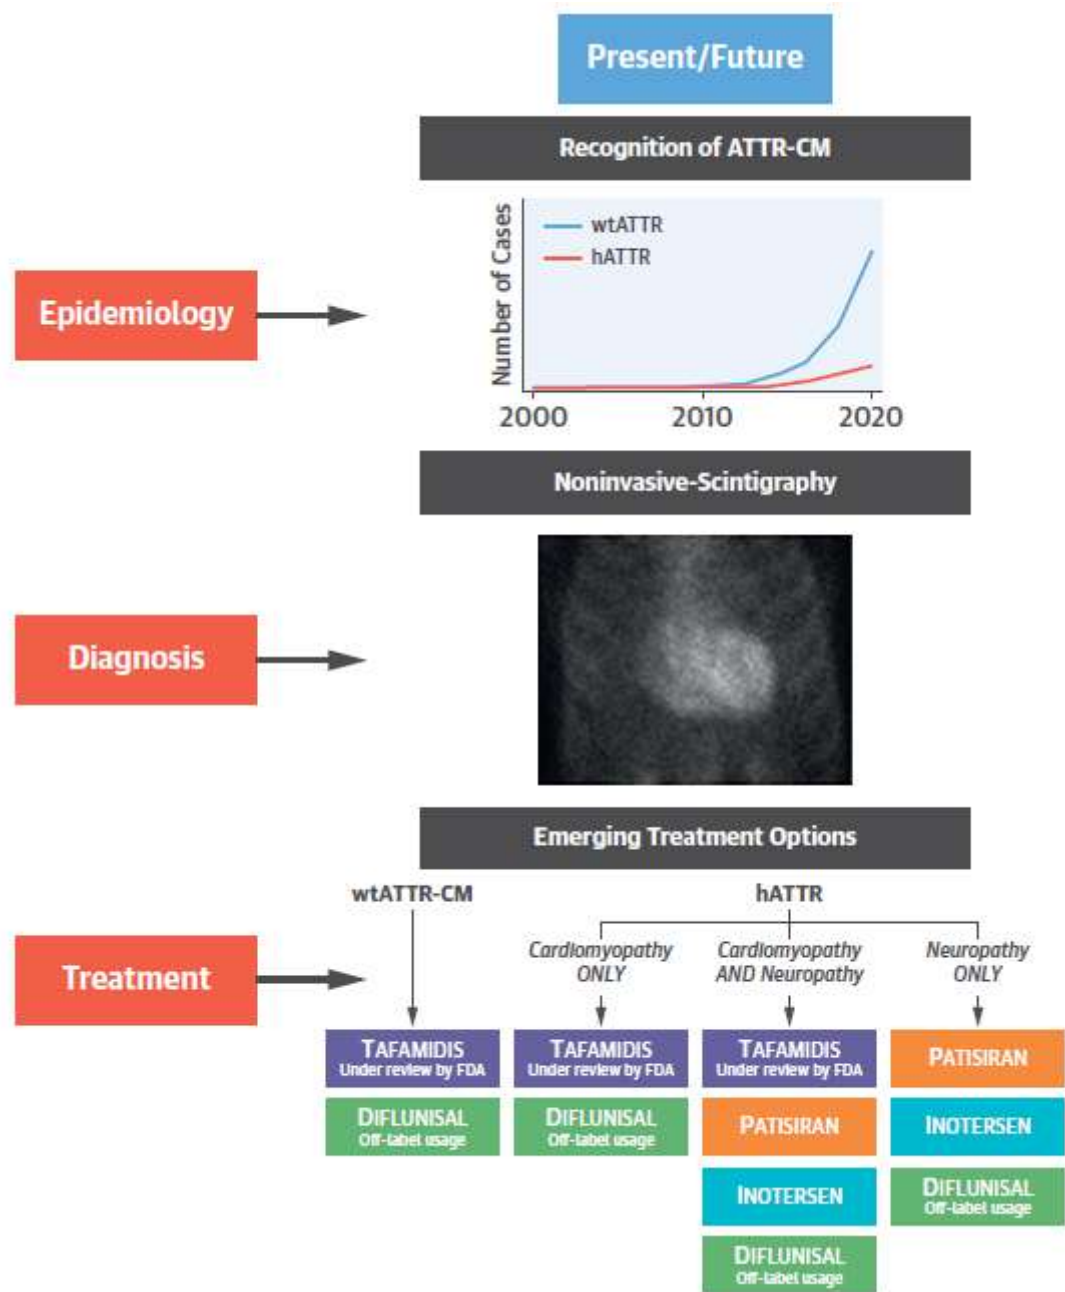 Present/Future
Recognition of ATTR-CM
Number of Cases
wtATTR
hATTR
2000 2010 2020
Epidemiology
Noninvasive-Scintigraphy
Diagnosis
Emerging Treatment Options
wtATTR-CM
hATTR
Cardiomyopathy
ONLY
Cardiomyopathy
AND Neuropathy
Neuropathy
ONLY
Treatment
TAFAMIDIS
Under review by FDA
DIFLUNISAL
Off-label usage
TAFAMIDIS
Under review by FDA
DIFLUNISAL
Off-label usage
TAFAMIDIS
Under review by FDA
PATISIRAN
INOTERSEN
DIFLUNISAL
Off-label usage
PATISIRAN
INOTERSEN
DIFLUNISAL
Off-label usage